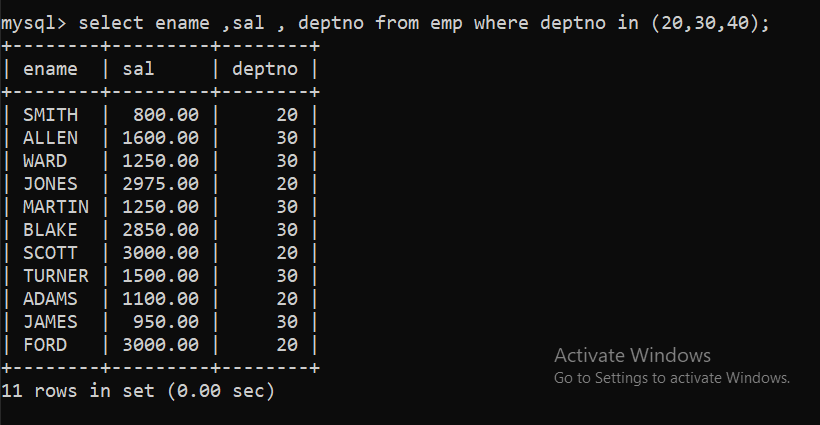 mysql> select ename ,sal , deptno from emp where deptno in (20,30,40);
+--------+---------+--------+
| ename  | sal     | deptno |
+--------+---------+--------+
| SMITH  |  800.00 |     20 |
| ALLEN  | 1600.00 |     30 |
| WARD   | 1250.00 |     30 |
| JONES  | 2975.00 |     20 |
| MARTIN | 1250.00 |     30 |
| BLAKE  | 2850.00 |     30 |
| SCOTT  | 3000.00 |     20 |
| TURNER | 1500.00 |     30 |
| ADAMS  | 1100.00 |     20 |
| JAMES  |  950.00 |     30 |
| FORD   | 3000.00 |     20 |
+--------+---------+--------+
11 rows in set (0.00 sec)
Activate Windows
Go to Settings to activate Windows.